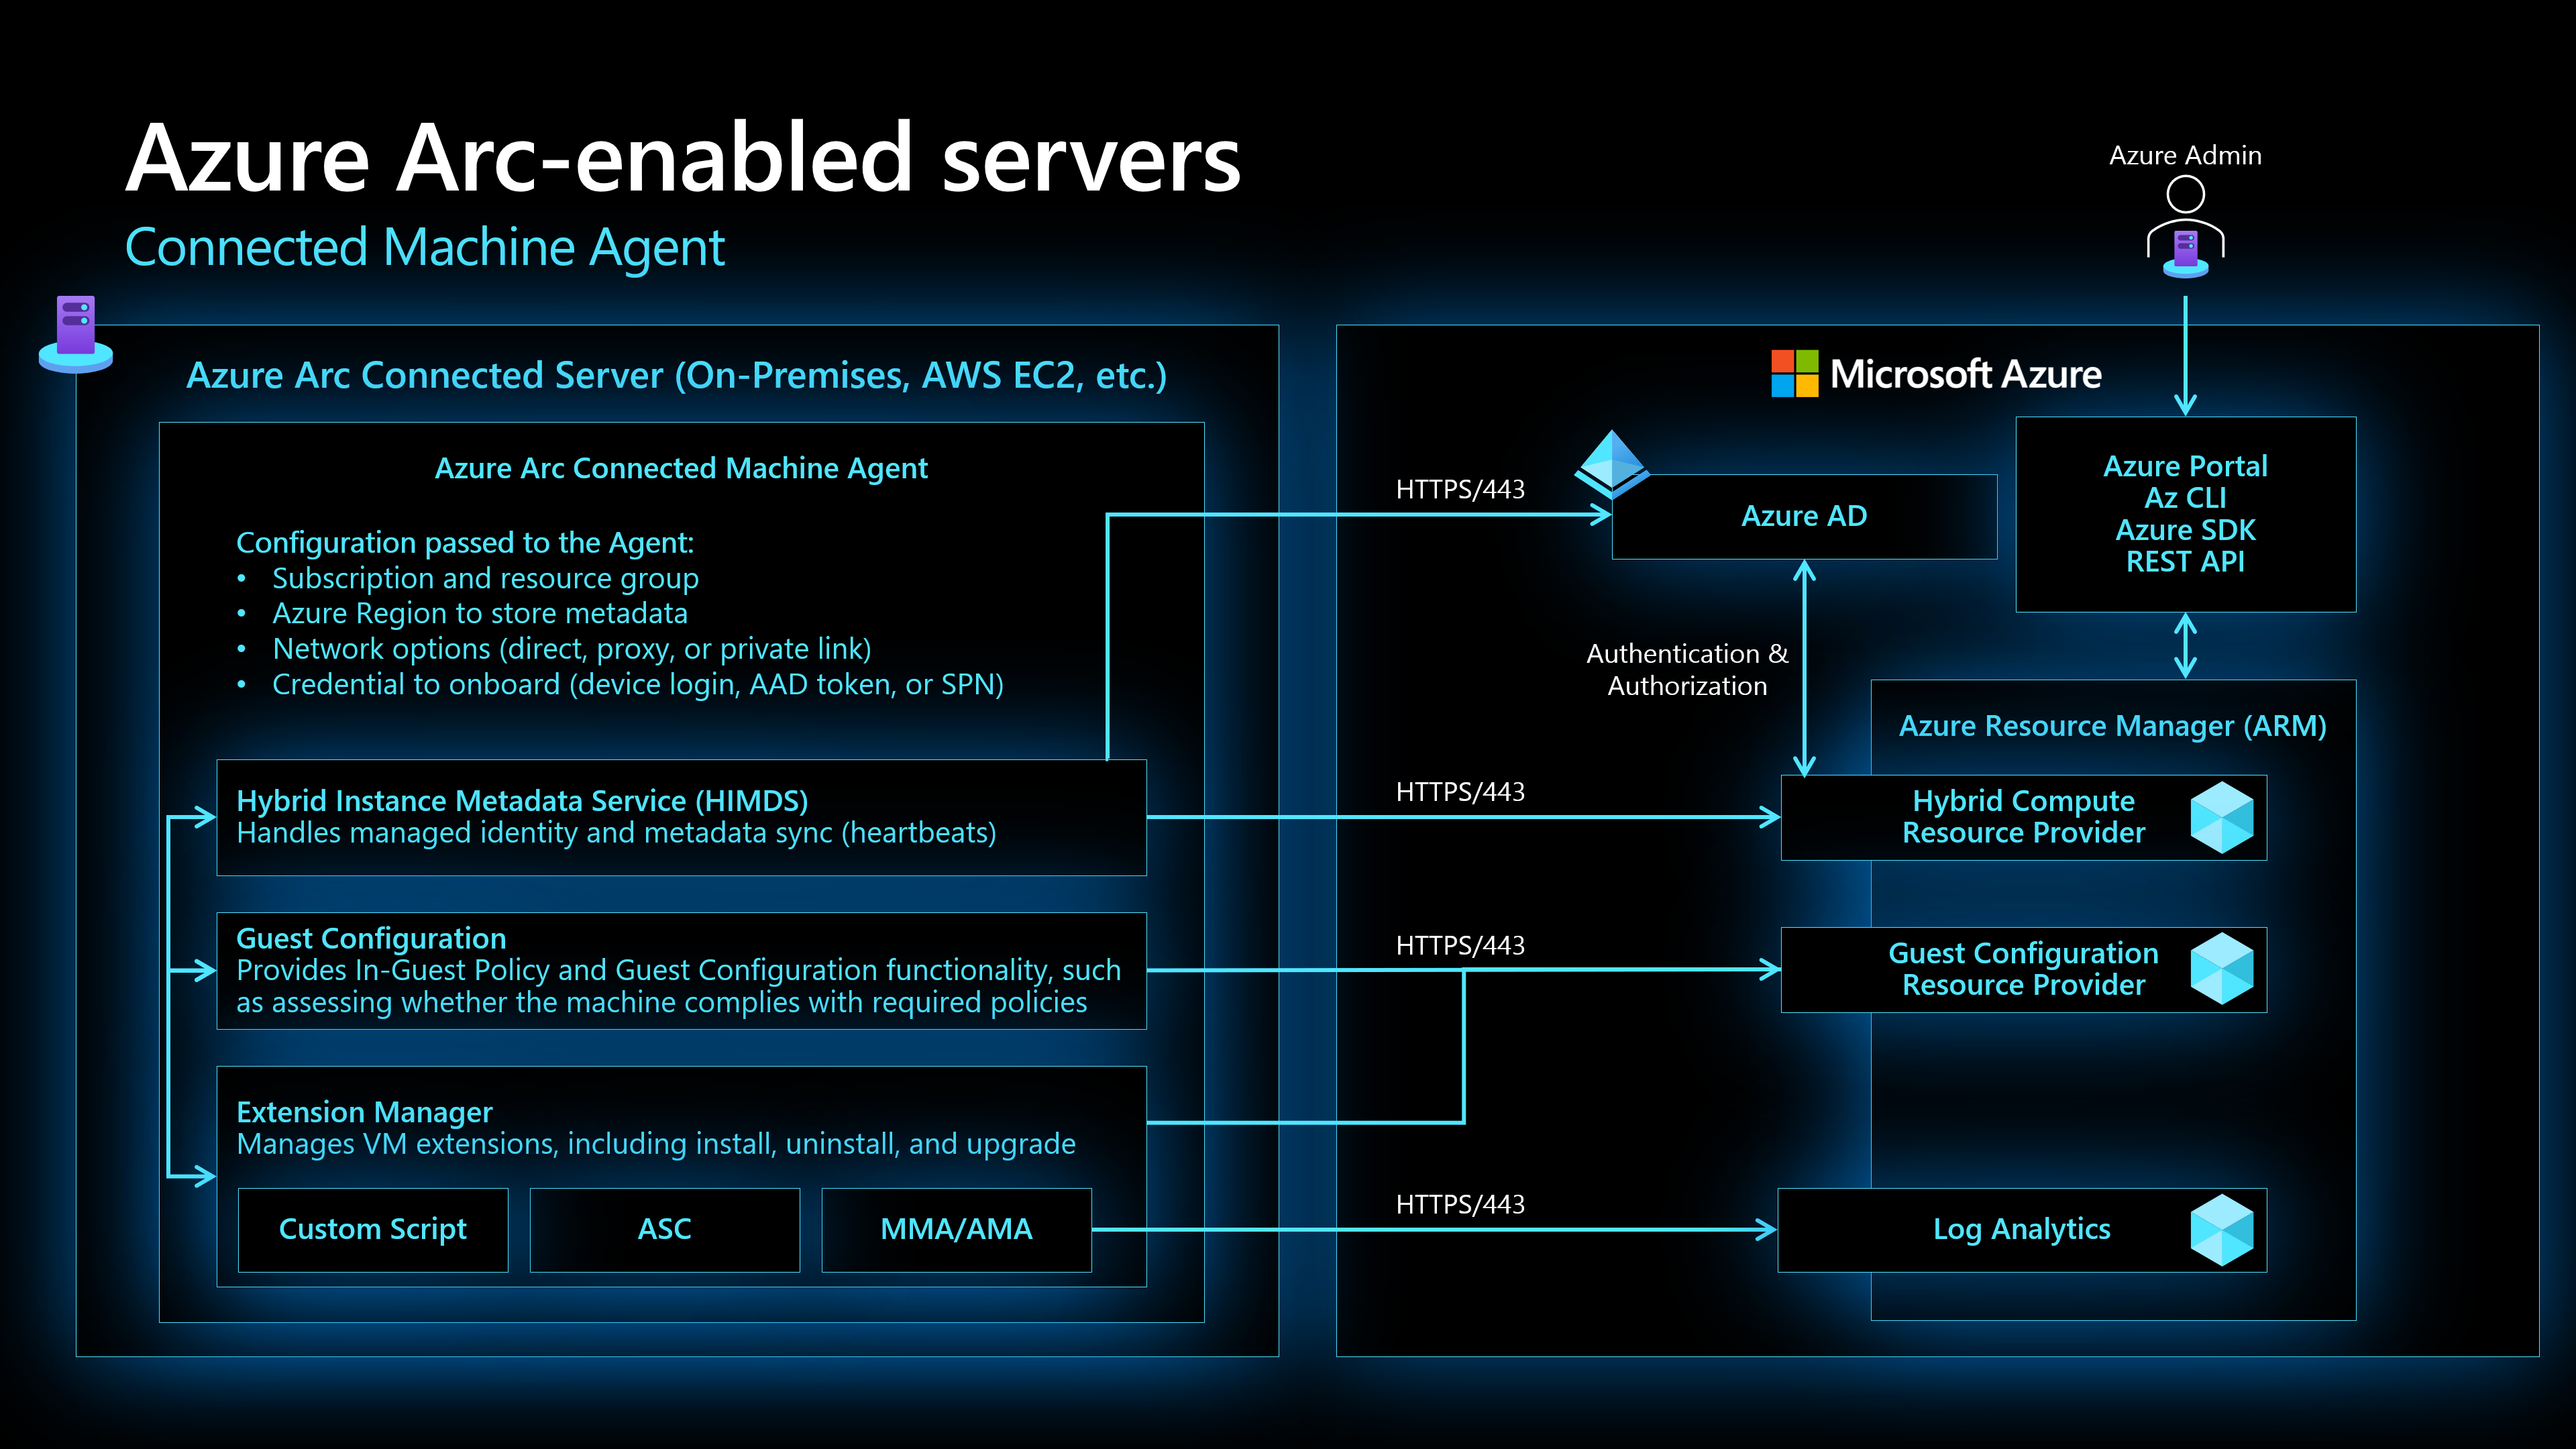 Azure Arc-enabled servers
Connected Machine Agent
Azure Admin
Azure Arc Connected Server (On-Premises, AWS EC2, etc.)
Azure Arc Connected Machine Agent
Configuration passed to the Agent:
• Subscription and resource group
• Azure Region to store metadata
• Network options (direct, proxy, or private link)
• Credential to onboard (device login, AAD token, or SPN)
Hybrid Instance Metadata Service (HIMDS)
Handles managed identity and metadata sync (heartbeats)
Guest Configuration
Provides In-Guest Policy and Guest Configuration functionality, such
as assessing whether the machine complies with required policies
Extension Manager
Manages VM extensions, including install, uninstall, and upgrade
Custom Script
ASC
MMA/AMA
HTTPS/443
HTTPS/443
HTTPS/443
HTTPS/443
Microsoft Azure
Azure AD
Azure Portal
Az CLI
Azure SDK
REST API
Authentication &
Authorization
Azure Resource Manager (ARM)
Hybrid Compute
Resource Provider
Guest Configuration
Resource Provider
Log Analytics